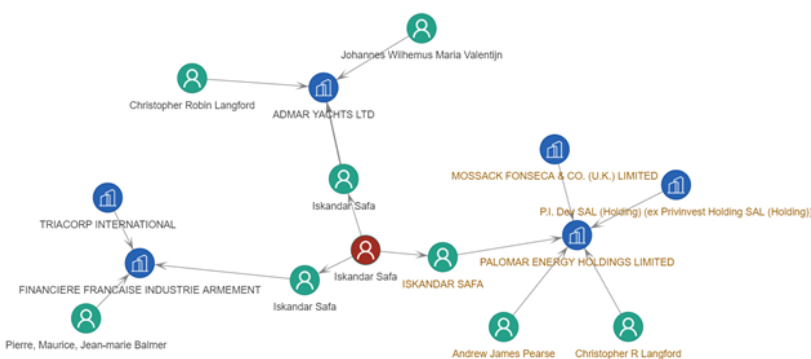 Johannes Wilhemus Maria Valentijn
Christopher Robin Langford
ADMAR YACHTS LTD
MOSSACK FONSECA & CO. (U.K.) LIMITED
Iskandar Safa
P.I. Dev SAL (Holding) (ex Privinvest Holding SAL (Holding))
TRIACORP INTERNATIONAL
PALOMAR ENERGY HOLDINGS LIMITED
Iskandar Safa
ISKANDAR SAFA
FINANCIERE FRANCAISE INDUSTRIE ARMEMENT
Iskandar Safa
Pierre, Maurice, Jean-marie Balmer
Andrew James Pearse
Christopher R Langford